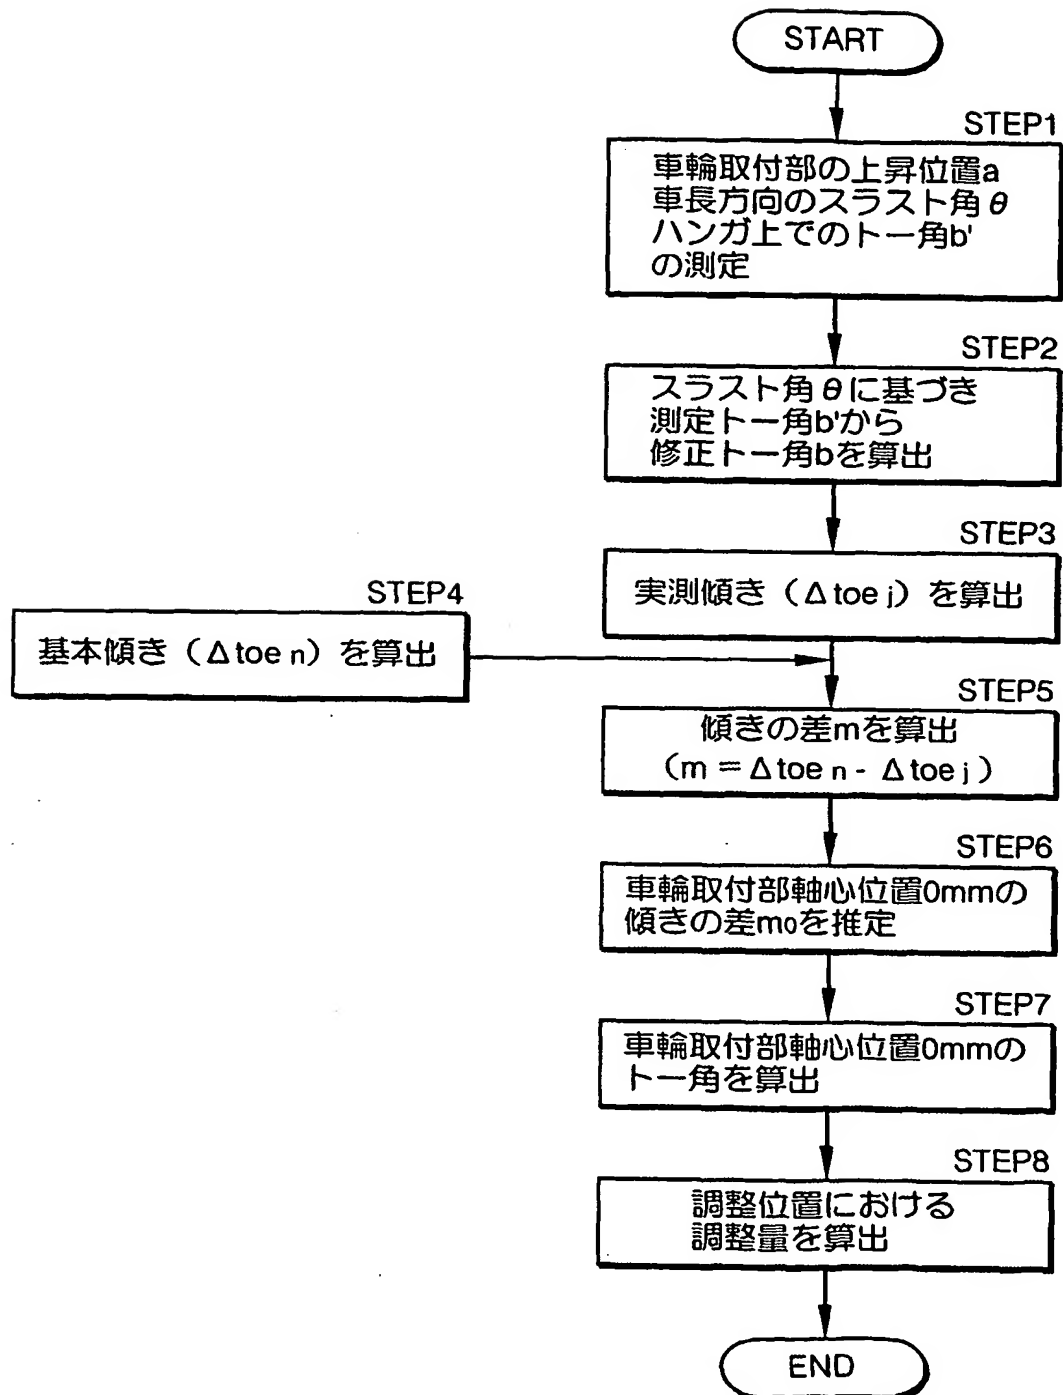 START
STEP1
車輪取付部の上昇位置a
車長方向のスラスト角θ
ハンガ上でのトー角b'
の測定
STEP2
スラスト角θに基づき
測定トー角b'から
修正トー角bを算出
STEP3
実測傾き（Δtoe j）を算出
STEP4
基本傾き（Δtoe n）を算出
STEP5
傾きの差mを算出
（m = Δtoe n - Δtoe j）
STEP6
車輪取付部軸心位置0mmの
傾きの差m0を推定
STEP7
車輪取付部軸心位置0mmの
トー角を算出
STEP8
調整位置における
調整量を算出
END